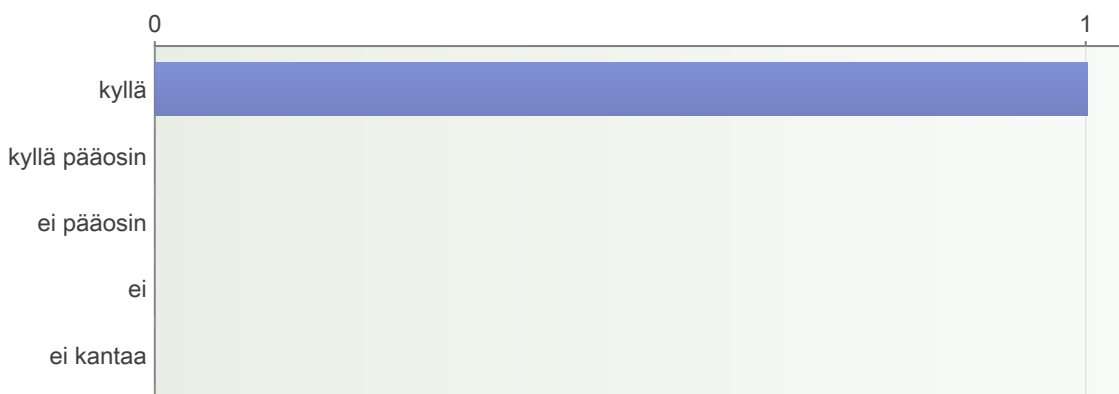 0 1
kyllä
kyllä pääosin
ei pääosin
ei
ei kantaa